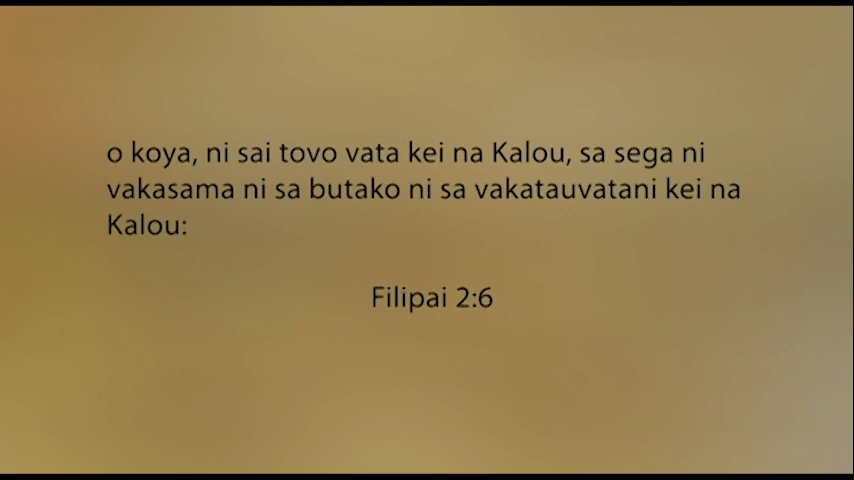 o koya, ni sai tovo vata kei na Kalou, sa sega ni
vakasama ni sa butako ni sa vakatauvatani kei na
Kalou:
Filipai 2:6